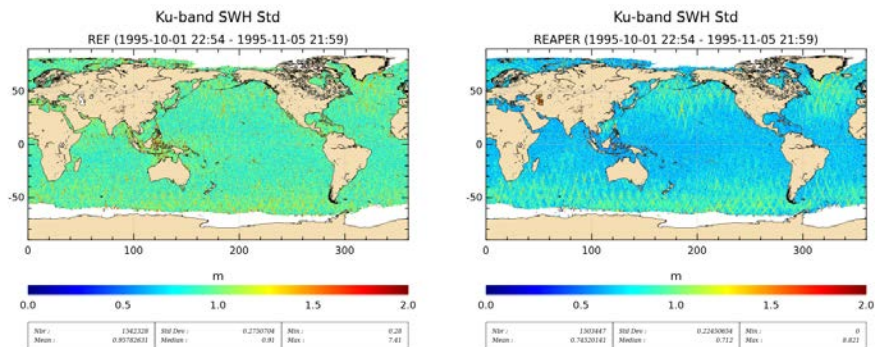 Ku-band SWH Std
REF (1995-10-01 22:54 - 1995-11-05 21:59)
50
0
-50
0 100 200 300
m
0.0 0.5 1.0 1.5 2.0
Nbr : 1542328 Std Dev : 0.2750704 Min : 0.28
Mean : 0.95782631 Median : 0.91 Max : 7.41
Ku-band SWH Std
REAPER (1995-10-01 22:54 - 1995-11-05 21:59)
50
0
-50
0 100 200 300
m
0.0 0.5 1.0 1.5 2.0
Nbr : 1503447 Std Dev : 0.22450654 Min : 0
Mean : 0.74520141 Median : 0.712 Max : 8.821